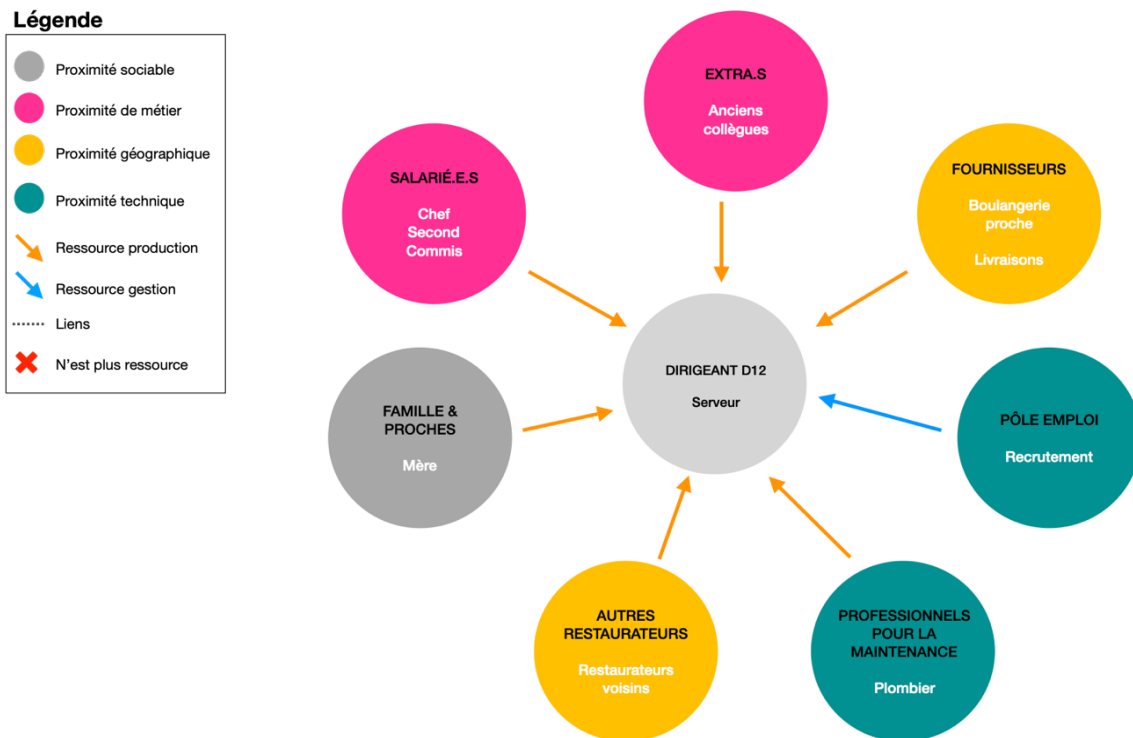 Légende
Proximité sociable
Proximité de métier
Proximité géographique
Proximité technique
Ressource production
Ressource gestion
Liens
N'est plus ressource
EXTRA.S
Anciens
collègues
SALARIÉ.E.S
Chef
Second
Commis
FOURNISSEURS
Boulangerie
proche
Livraisons
DIRIGEANT D12
Serveur
FAMILLE &
PROCHES
Mère
PÔLE EMPLOI
Recrutement
AUTRES
RESTAURATEURS
Restaurateurs
voisins
PROFESSIONNELS
POUR LA
MAINTENANCE
Plombier